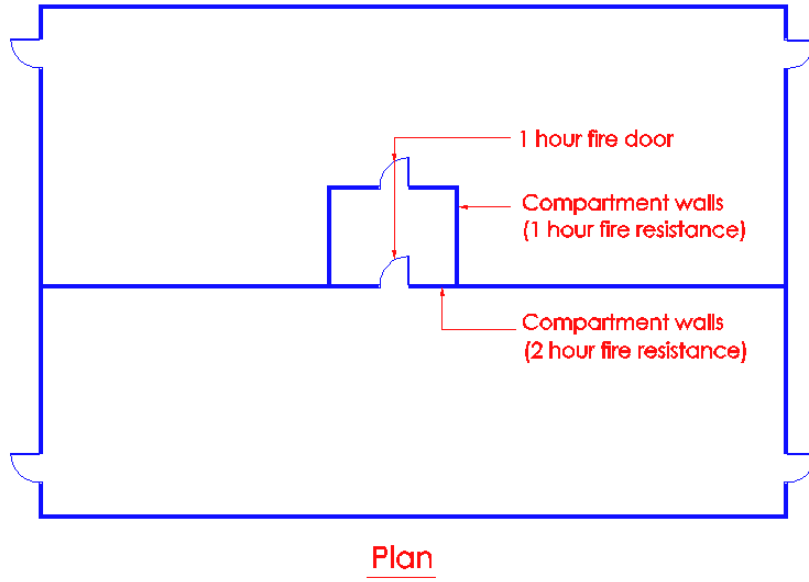 1 hour fire door
Compartment walls
(1 hour fire resistance)
Compartment walls
(2 hour fire resistance)
Plan